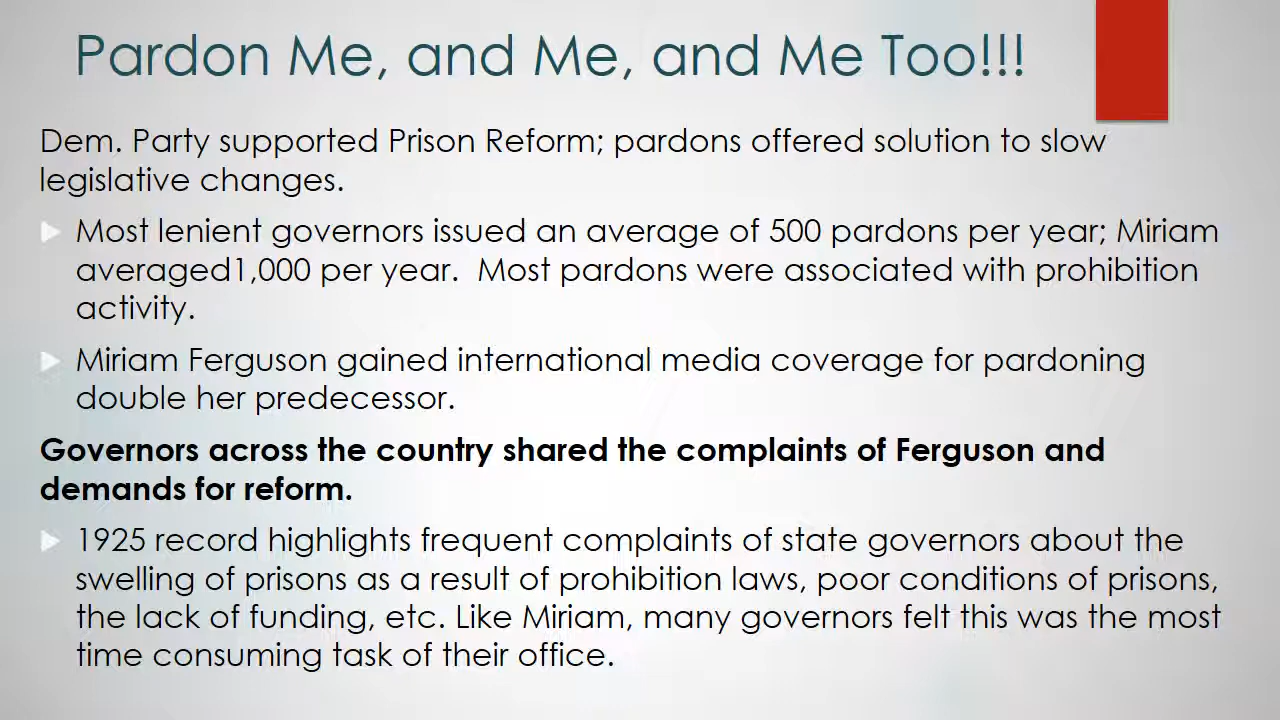 Pardon Me, and Me, and Me Too!!!
Dem. Party supported Prison Reform; pardons offered solution to slow
legislative changes.
Most lenient governors issued an average of 500 pardons per year; Miriam
averaged1,000 per year.  Most pardons were associated with prohibition
activity.
Miriam Ferguson gained international media coverage for pardoning
double her predecessor.
Governors across the country shared the complaints of Ferguson and
demands for reform.
1925 record highlights frequent complaints of state governors about the
swelling of prisons as a result of prohibition laws, poor conditions of prisons,
the lack of funding, etc. Like Miriam, many governors felt this was the most
time consuming task of their office.